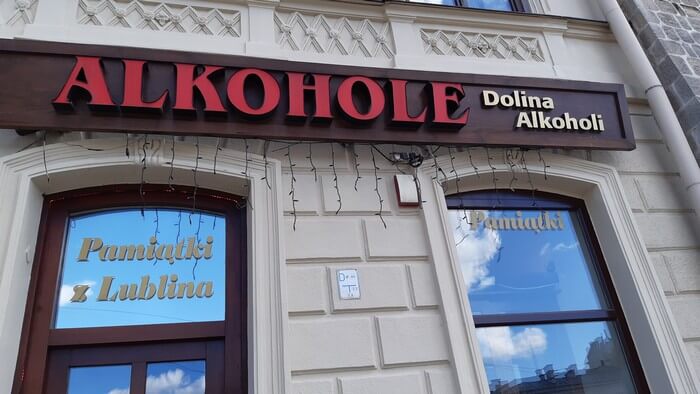 ALKOHOLE
Dolina
Alkoholi
Pamiątki
z Lublina
Pamiątki